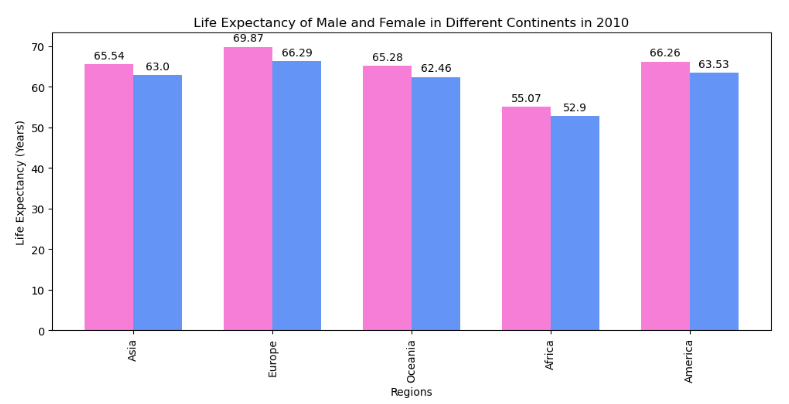 Life Expectancy of Male and Female in Different Continents in 2010
Life Expectancy (Years)
70
60
50
40
30
20
10
0
65.54
63.0
69.87
66.29
65.28
62.46
55.07
52.9
66.26
63.53
Asia
Europe
Oceania
Africa
America
Regions